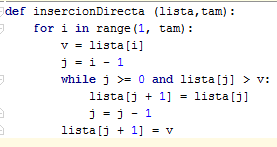 def insercionDirecta (lista,tam):
    for i in range(1, tam):
        v = lista[i]
        j = i - 1
        while j >= 0 and lista[j] > v:
            lista[j + 1] = lista[j]
            j = j - 1
        lista[j + 1] = v